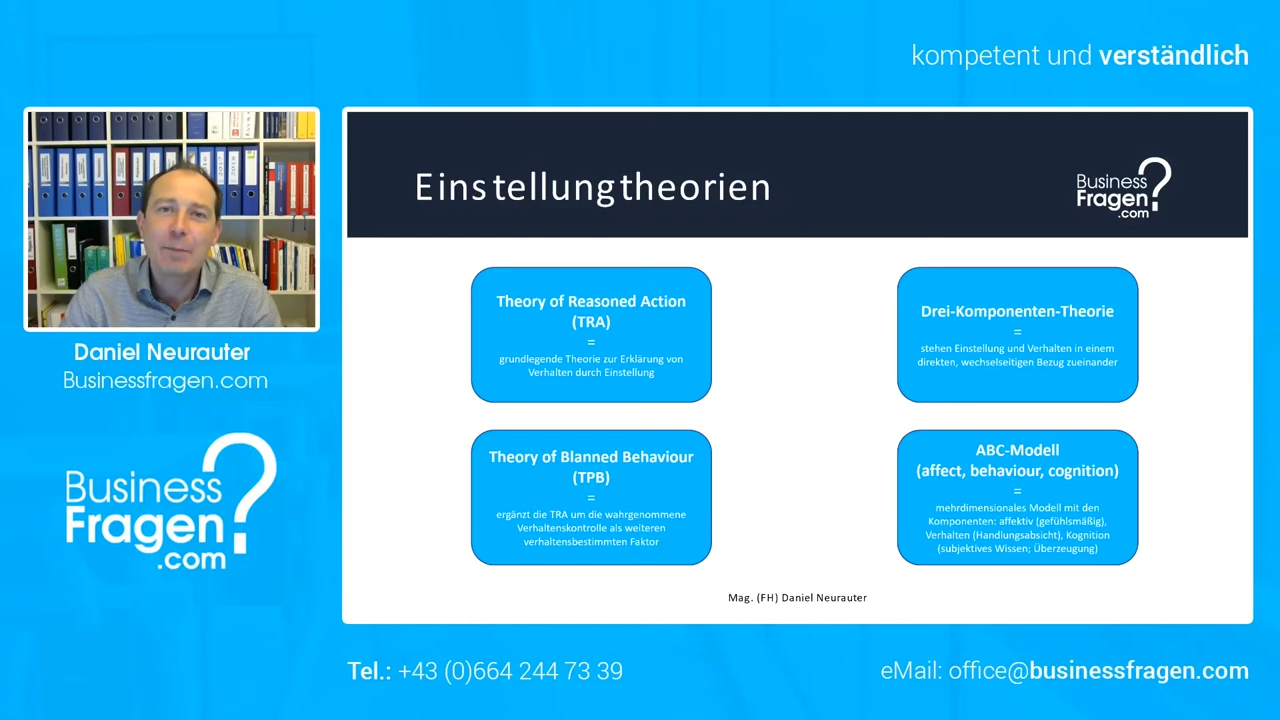 kompetent und verständlich
Einstellungtheorien
Business
Fragen
.com
?
Theory of Reasoned Action
(TRA)
=
grundlegende Theorie zur Erklärung von
Verhalten durch Einstellung
Drei-Komponenten-Theorie
=
stehen Einstellung und Verhalten in einem
direkten, wechselseitigen Bezug zueinander
Theory of Blanned Behaviour
(TPB)
=
ergänzt die TRA um die wahrgenommene
Verhaltenskontrolle als weiteren
verhaltensbestimmten Faktor
ABC-Modell
(affect, behaviour, cognition)
=
mehrdimensionales Modell mit den
Komponenten: affektiv (gefühlsmäßig),
Verhalten (Handlungsabsicht), Kognition
(subjektives Wissen; Überzeugung)
Mag. (FH) Daniel Neurauter
Daniel Neurauter
Businessfragen.com
Business
Fragen
.com
?
Tel.: +43 (0)664 244 73 39
eMail: office@businessfragen.com